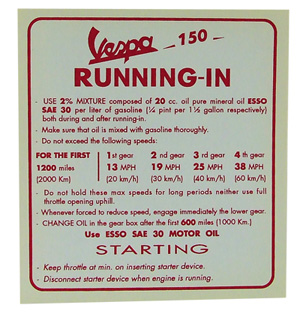 Vespa 150
RUNNING-IN
- USE 2% MIXTURE composed of 20 cc. oil pure mineral oil ESSO
SAE 30 per liter of gasoline (¼ pint per 1½ gallon respectively)
both during and after running-in.
- Make sure that oil is mixed with gasoline thoroughly.
- Do not exceed the following speeds:
FOR THE FIRST 1st gear 2nd gear 3rd gear 4th gear
1200 miles 13 MPH 19 MPH 25 MPH 38 MPH
(2000 Km) (20 km/h) (30 km/h) (40 km/h) (60 km/h)
- Do not hold these max speeds for long periods neither use full
throttle opening uphill.
- Whenever forced to reduce speed, engage immediately the lower gear.
- CHANGE OIL in the gear box after the first 600 miles (1000 Km.)
Use ESSO SAE 30 MOTOR OIL
STARTING
- Keep throttle at min. on inserting starter device.
- Disconnect starter device when engine is running.